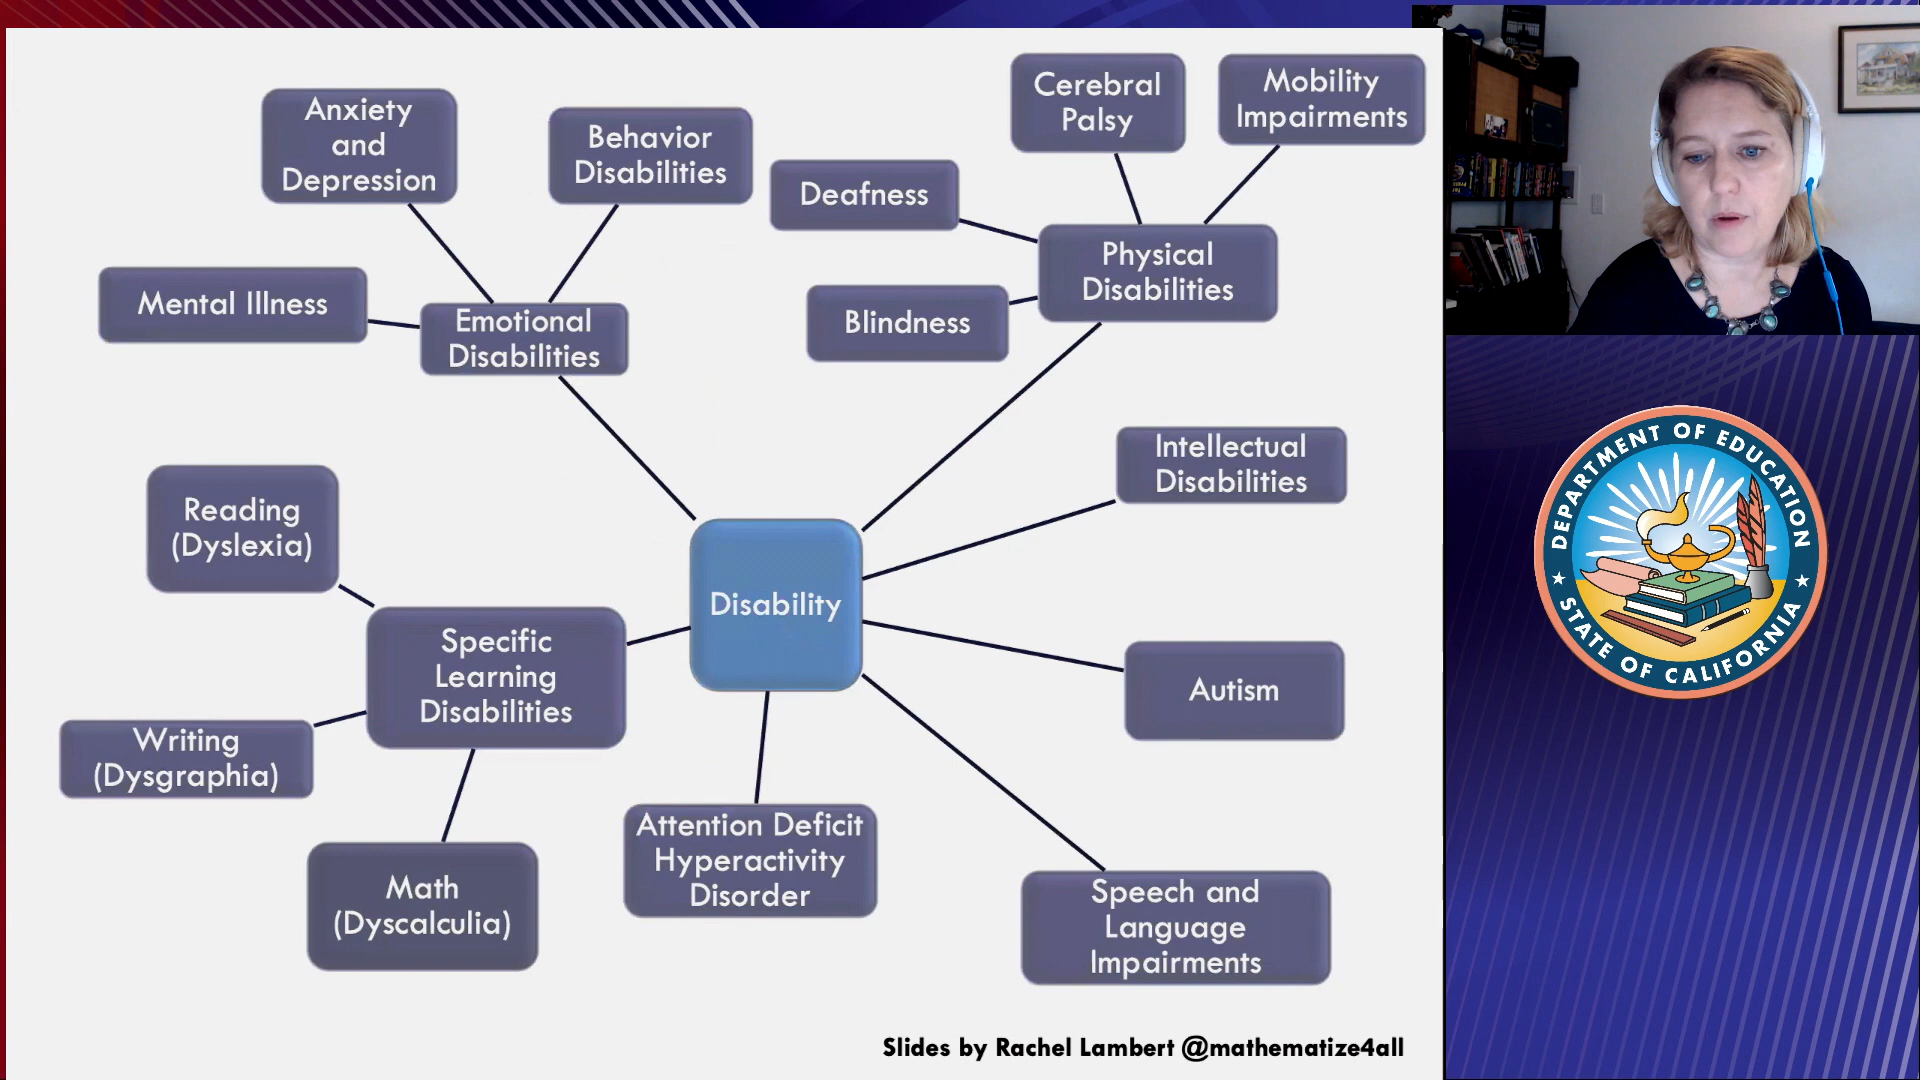 Anxiety
and
Depression
Behavior
Disabilities
Cerebral
Palsy
Mobility
Impairments
Deafness
Physical
Disabilities
Mental Illness
Emotional
Disabilities
Blindness
Intellectual
Disabilities
Reading
(Dyslexia)
Disability
Specific
Learning
Disabilities
Autism
Writing
(Dysgraphia)
Math
(Dyscalculia)
Attention Deficit
Hyperactivity
Disorder
Speech and
Language
Impairments
Slides by Rachel Lambert @mathematize4all
DEPARTMENT OF EDUCATION
STATE OF CALIFORNIA